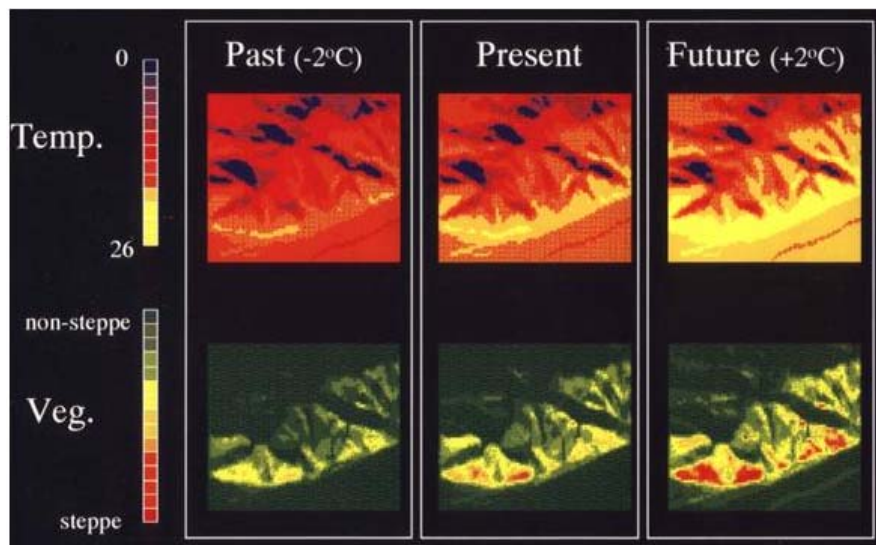 Past (-2°C)
Present
Future (+2°C)
0
Temp.
26
non-steppe
Veg.
steppe